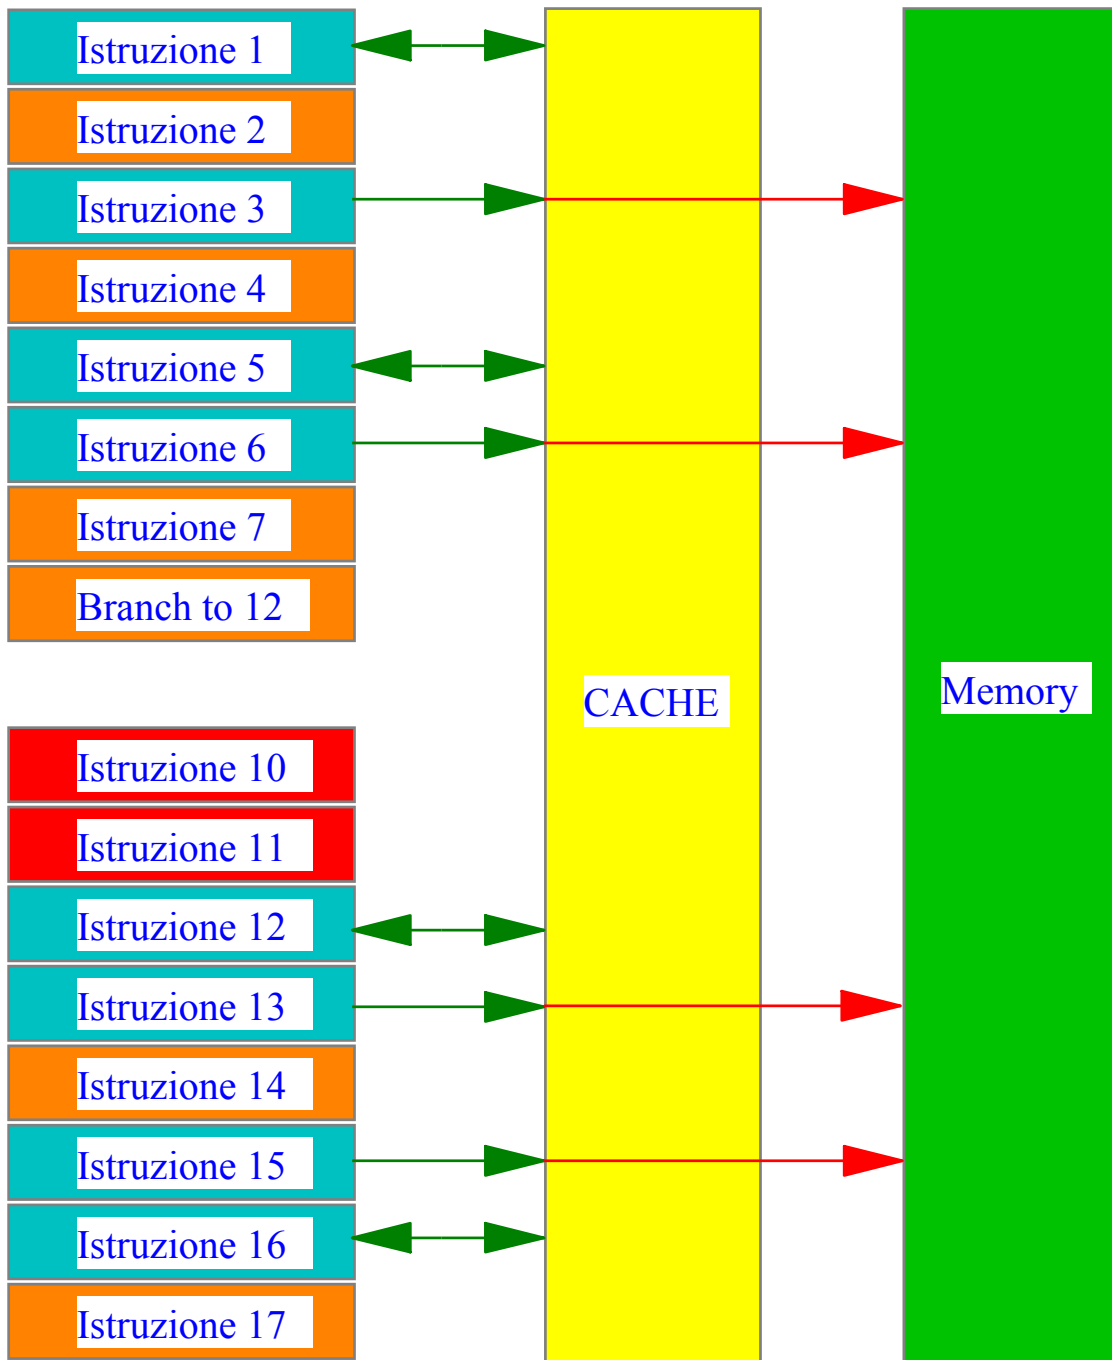 Istruzione 1
Istruzione 2
Istruzione 3
Istruzione 4
Istruzione 5
Istruzione 6
Istruzione 7
Branch to 12
Istruzione 10
Istruzione 11
Istruzione 12
Istruzione 13
Istruzione 14
Istruzione 15
Istruzione 16
Istruzione 17
CACHE
Memory